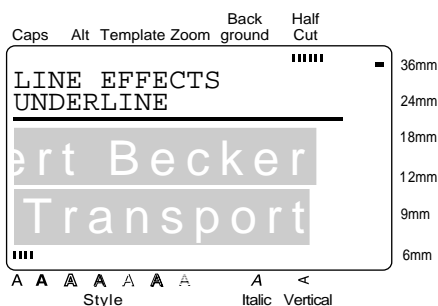 Back Half
Caps Alt Template Zoom ground Cut
LINE EFFECTS
UNDERLINE
ert Becker
Transport
36mm
24mm
18mm
12mm
9mm
6mm
A A A A A A A A A
Style Italic Vertical